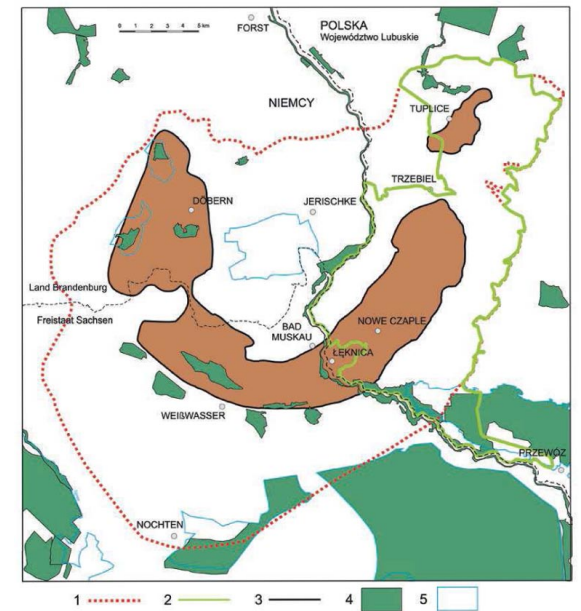 0 1 2 3 4 5 km
FORST
POLSKA
Województwo Lubuskie
NIEMCY
TUPLICE
TRZEBIEL
DÖBERN
JERISCHKE
Land Brandenburg
Freistaat Sachsen
BAD
MUSKAU
NOWE CZAPLE
ŁĘKNICA
WEIßWASSER
PRZEWÓZ
NOCHTEN
1 2 3 4 5